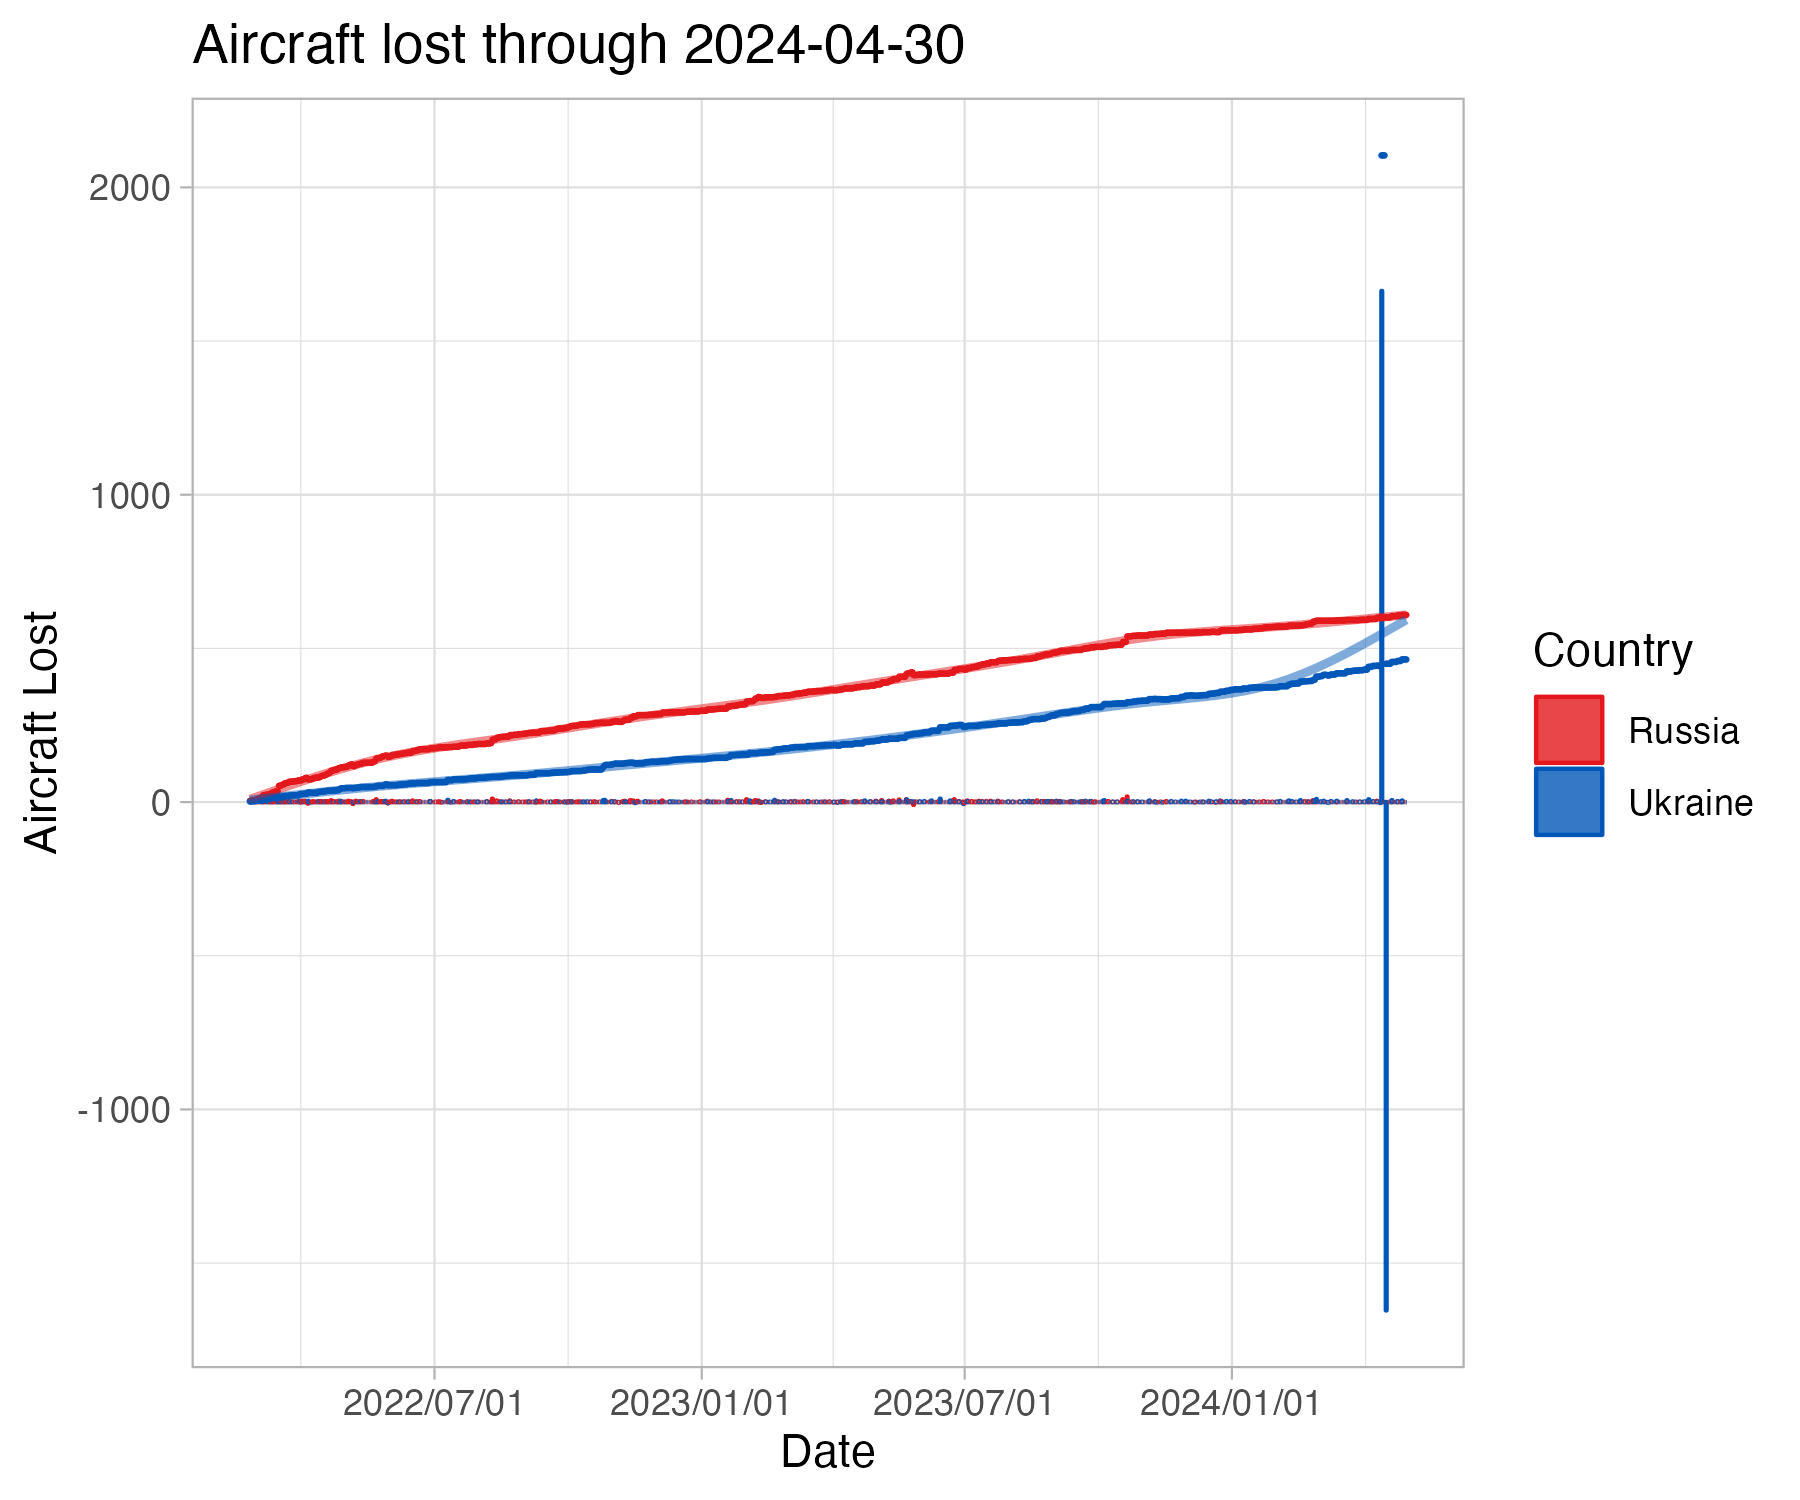 Aircraft lost through 2024-04-30
Aircraft Lost
2000
1000
0
-1000
2022/07/01
2023/01/01
2023/07/01
2024/01/01
Date
Country
Russia
Ukraine